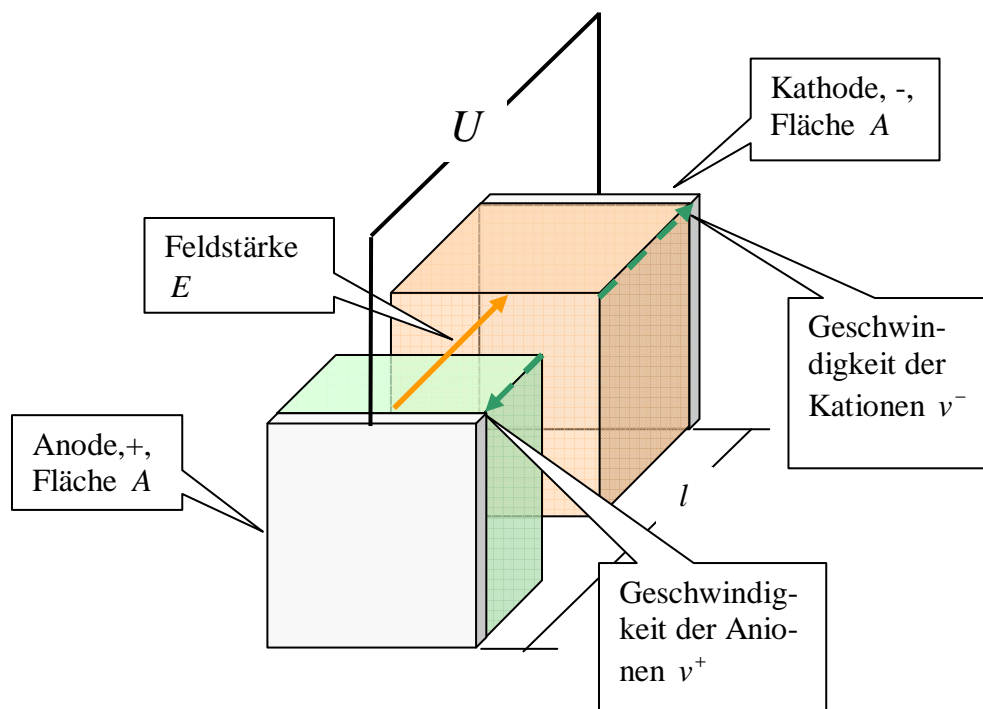 Kathode, -,
Fläche A
U
Feldstärke
E
Geschwin-
digkeit der
Kationen v⁻
Anode,+,
Fläche A
l
Geschwindig-
keit der Anio-
nen v⁺